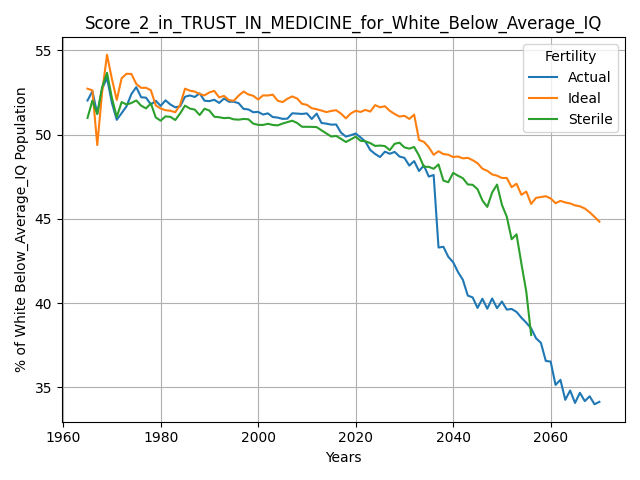 Score_2_in_TRUST_IN_MEDICINE_for_White_Below_Average_IQ
% of White Below_Average_IQ Population
55
50
45
40
35
Fertility
Actual
Ideal
Sterile
1960
1980
2000
2020
2040
2060
Years